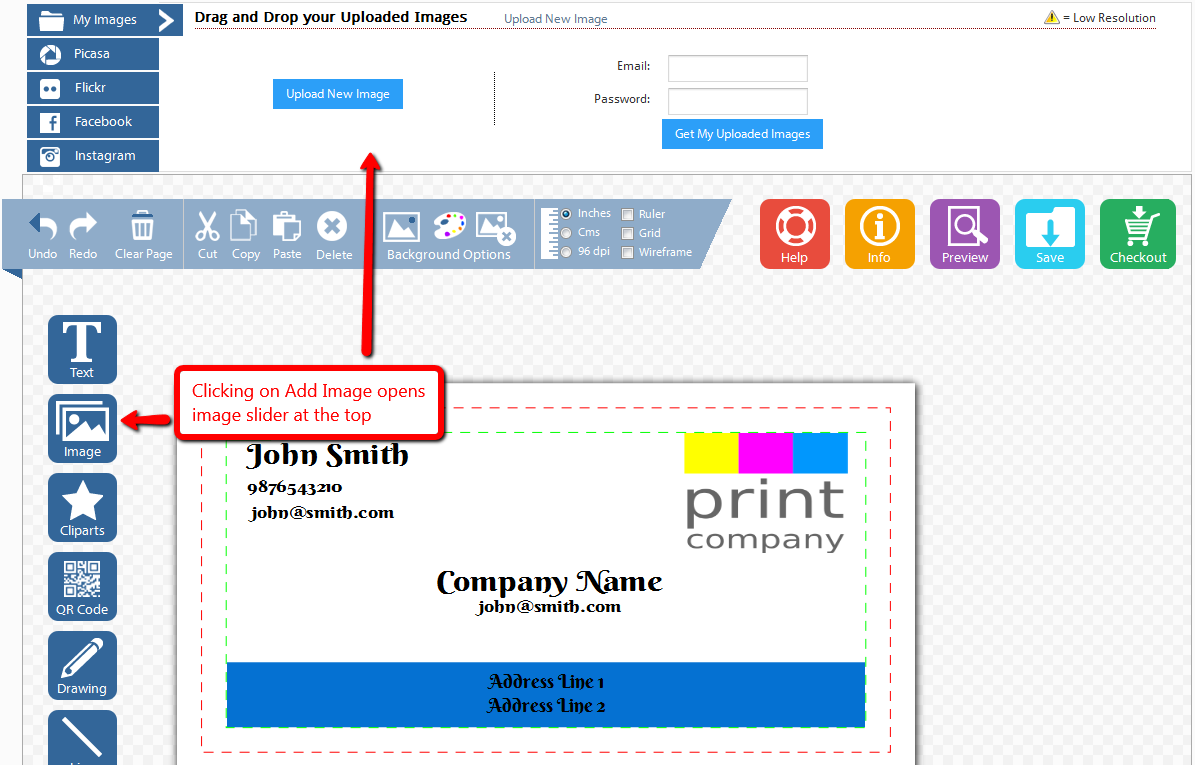 My Images
Drag and Drop your Uploaded Images
Upload New Image
= Low Resolution
Picasa
Flickr
Facebook
Instagram
Upload New Image
Email:
Password:
Get My Uploaded Images
Undo
Redo
Clear Page
Cut
Copy
Paste
Delete
Background Options
Inches
Cms
96 dpi
Ruler
Grid
Wireframe
Help
Info
Preview
Save
Checkout
Text
Image
Cliparts
QR Code
Drawing
Clicking on Add Image opens
image slider at the top
John Smith
9876543210
john@smith.com
print
company
Company Name
john@smith.com
Address Line 1
Address Line 2